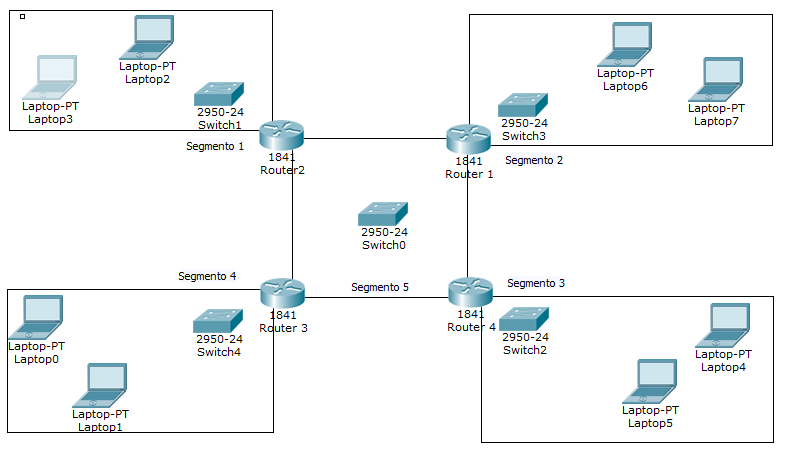 Laptop-PT
Laptop2
Laptop-PT
Laptop3
2950-24
Switch1
Segmento 1
1841
Router2
Laptop-PT
Laptop6
Laptop-PT
Laptop7
2950-24
Switch3
1841
Router 1
Segmento 2
2950-24
Switch0
Segmento 4
1841
Router 3
Segmento 5
Segmento 3
1841
Router 4
Laptop-PT
Laptop0
2950-24
Switch4
Laptop-PT
Laptop1
2950-24
Switch2
Laptop-PT
Laptop4
Laptop-PT
Laptop5